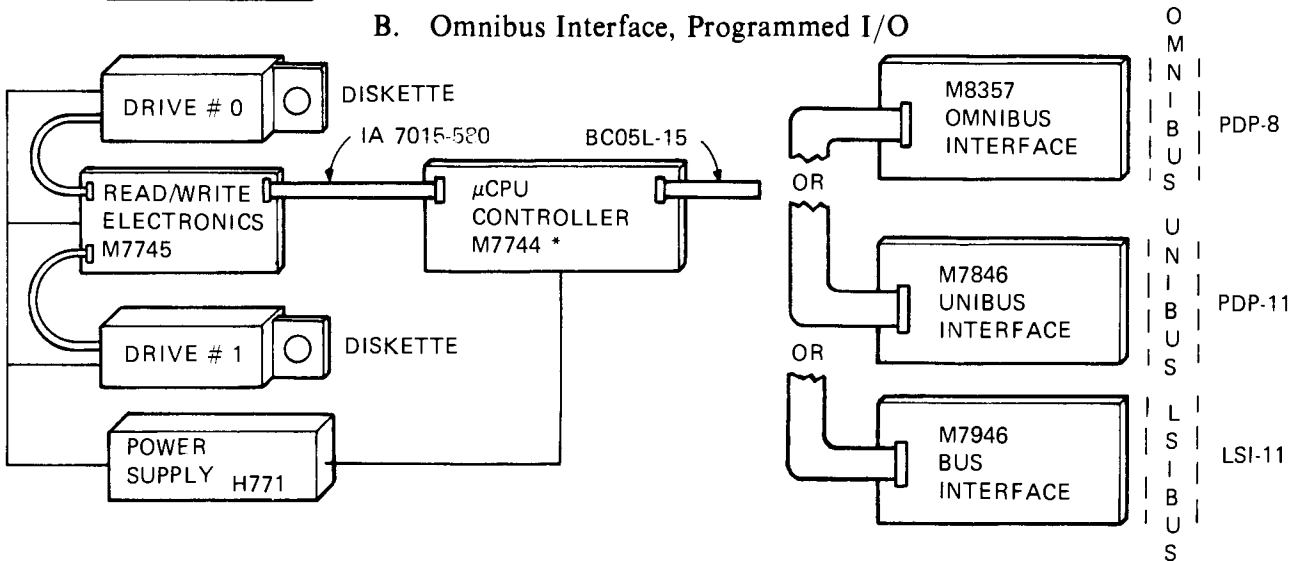 B. Omnibus Interface, Programmed I/O
DRIVE # 0
DISKETTE
IA 7015-580
BC05L-15
READ/WRITE
ELECTRONICS
M7745
μCPU
CONTROLLER
M7744 *
DRIVE # 1
DISKETTE
POWER
SUPPLY H771
OR
OR
M8357
OMNIBUS
INTERFACE
OMNIBUS
PDP-8
M7846
UNIBUS
INTERFACE
UNIBUS
PDP-11
M7946
BUS
INTERFACE
LSI BUS
LSI-11